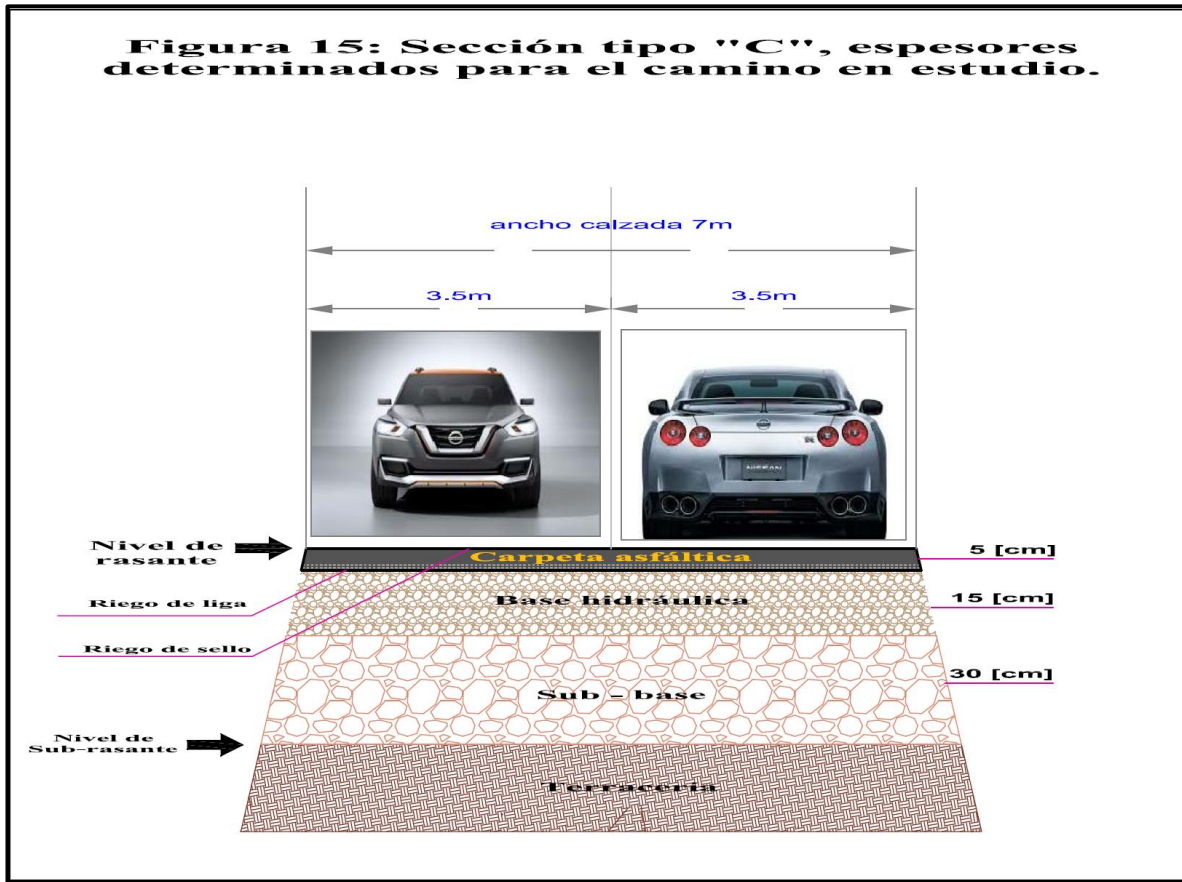 Figura 15: Sección tipo "C", espesores
determinados para el camino en estudio.
ancho calzada 7m
3.5m
3.5m
NISSAN
Nivel de
rasante
Carpeta asfáltica
5 [cm]
Riego de liga
Base hidráulica
15 [cm]
Riego de sello
30 [cm]
Sub - base
Nivel de
Sub-rasante
Terraceria